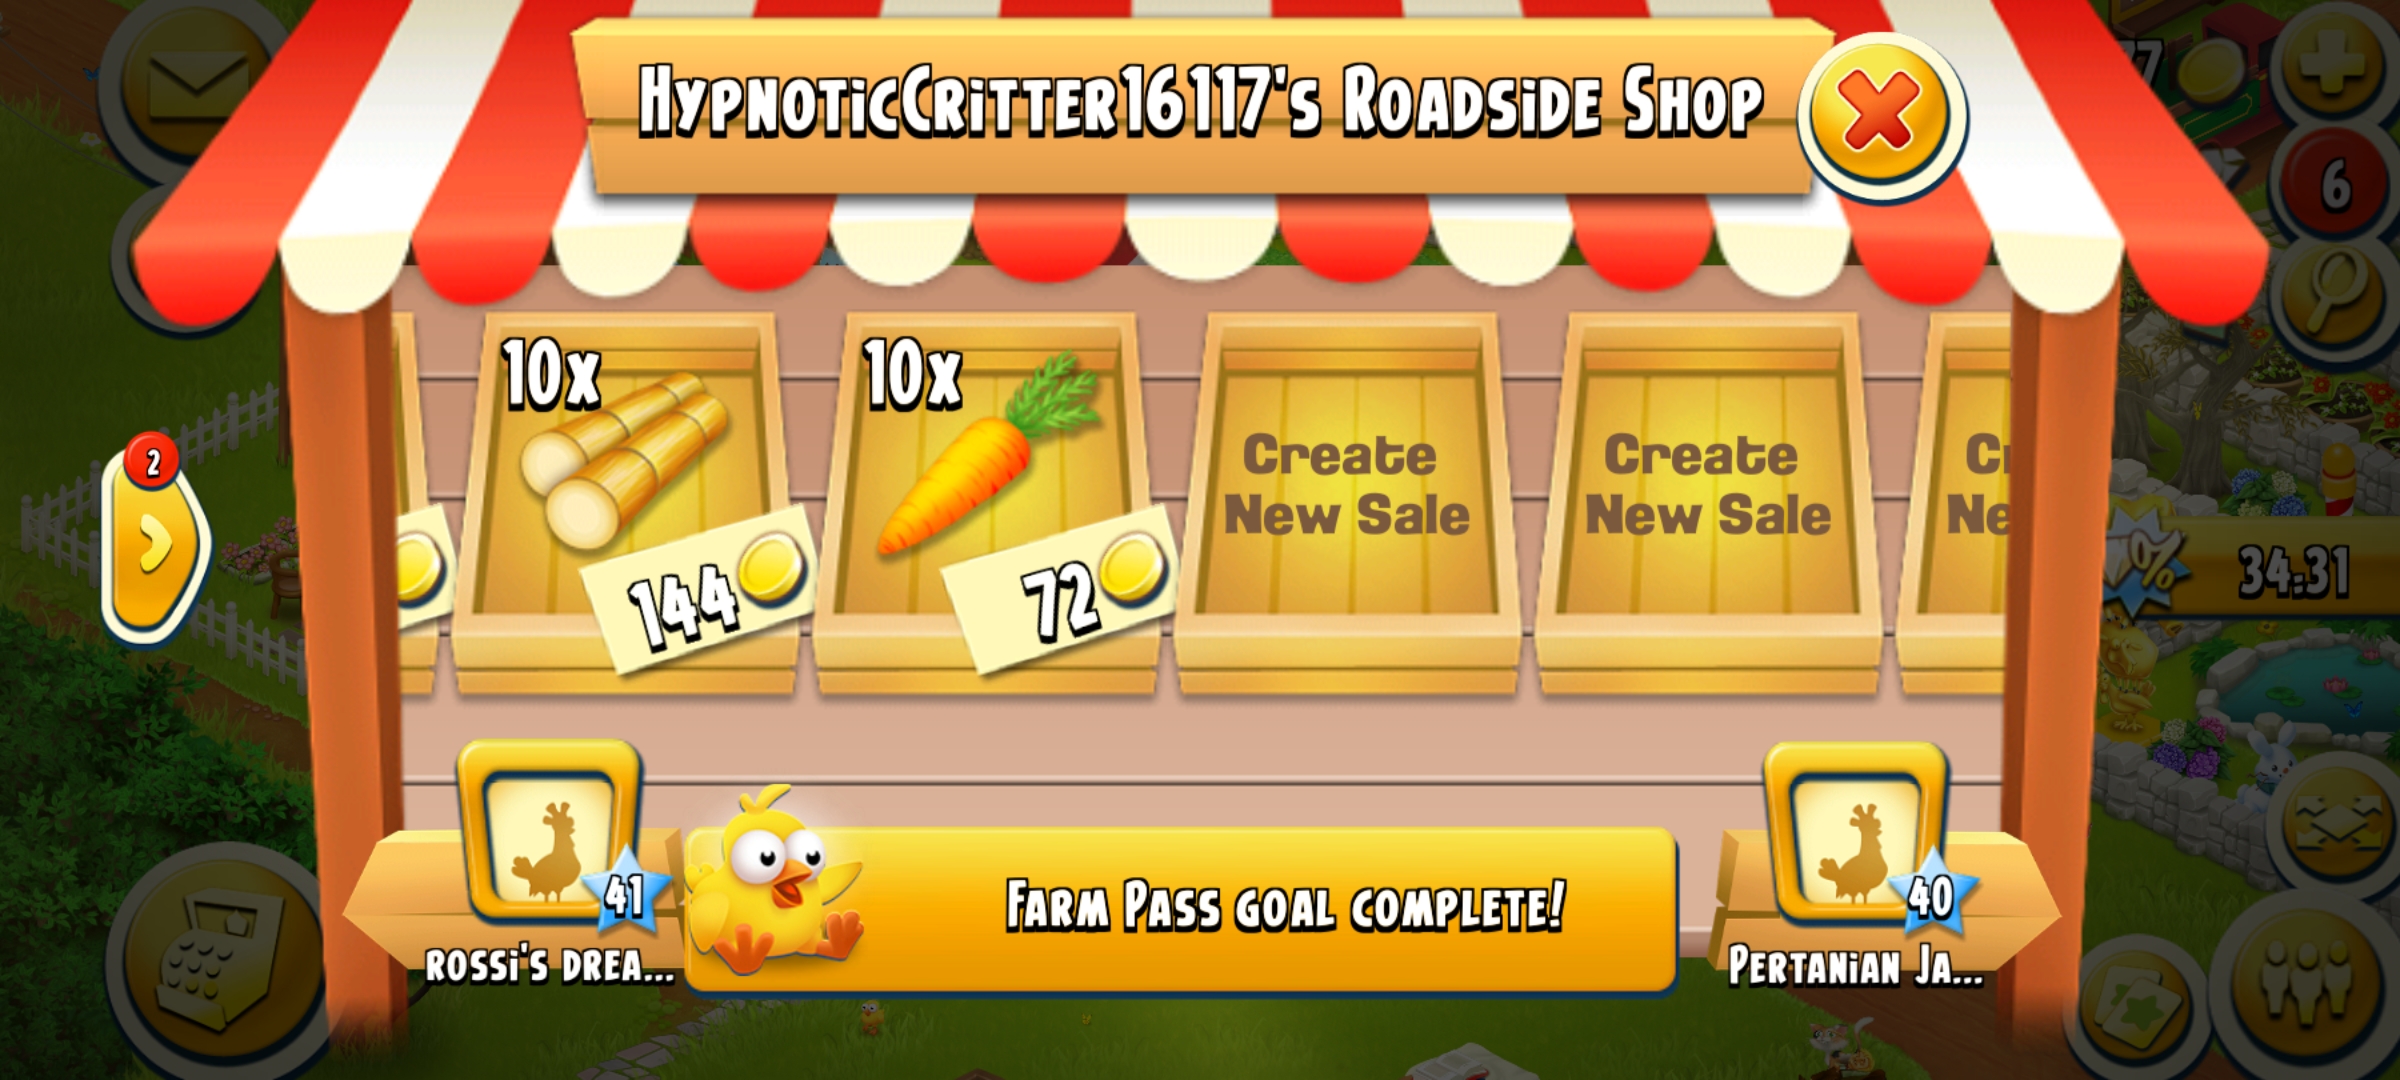 HypnoticCritter16117's Roadside Shop
6
10x
10x
Create
New Sale
Create
New Sale
2
144
72
34:31
41
40
Farm Pass goal complete!
rossi's drea...
Pertanian Ja...